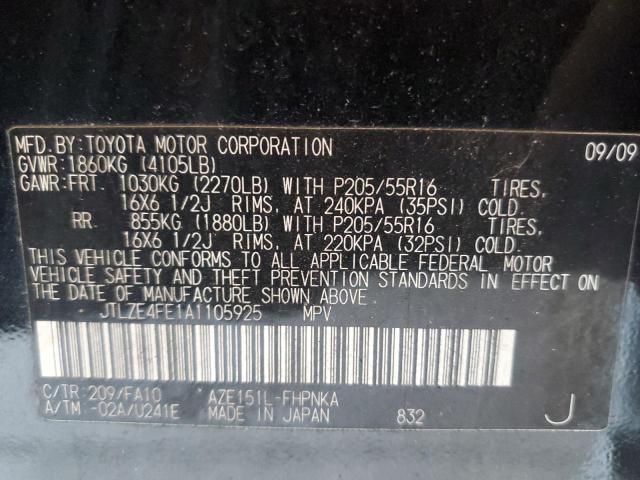 MFD.BY:TOYOTA MOTOR CORPORATION 09/09
GVWR:1860KG (4105LB)
GAWR:FRT. 1030KG (2270LB) WITH P205/55R16 TIRES,
16X6 1/2J RIMS, AT 240KPA (35PSI) COLD.
RR. 855KG (1880LB) WITH P205/55R16 TIRES,
16X6 1/2J RIMS, AT 220KPA (32PSI) COLD.
THIS VEHICLE CONFORMS TO ALL APPLICABLE FEDERAL MOTOR
VEHICLE SAFETY AND THEFT PREVENTION STANDARDS IN EFFECT ON
THE DATE OF MANUFACTURE SHOWN ABOVE.
JTLZE4FE1A1105925 MPV
C/TR:209/FA10 AZE151L-FHPNKA
A/TM -02A/U241E MADE IN JAPAN 832 J